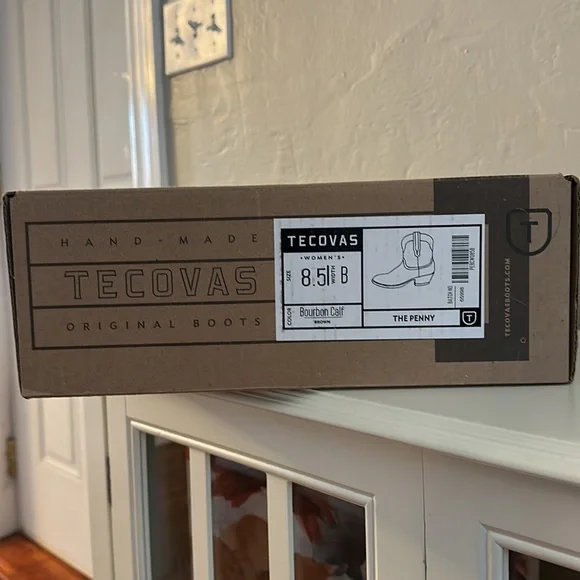 HAND-MADE
TECOVAS
ORIGINAL BOOTS
TECOVAS
• WOMEN'S •
SIZE 8.5 WIDTH B
COLOR Bourbon Calf
BROWN
THE PENNY
T
T
TECOVASBOOTS.COM